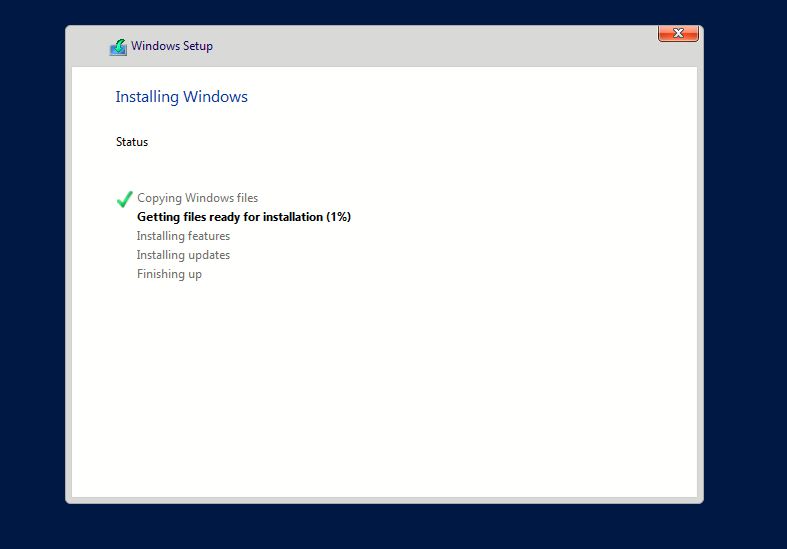 Windows Setup
Installing Windows
Status
Copying Windows files
Getting files ready for installation (1%)
Installing features
Installing updates
Finishing up